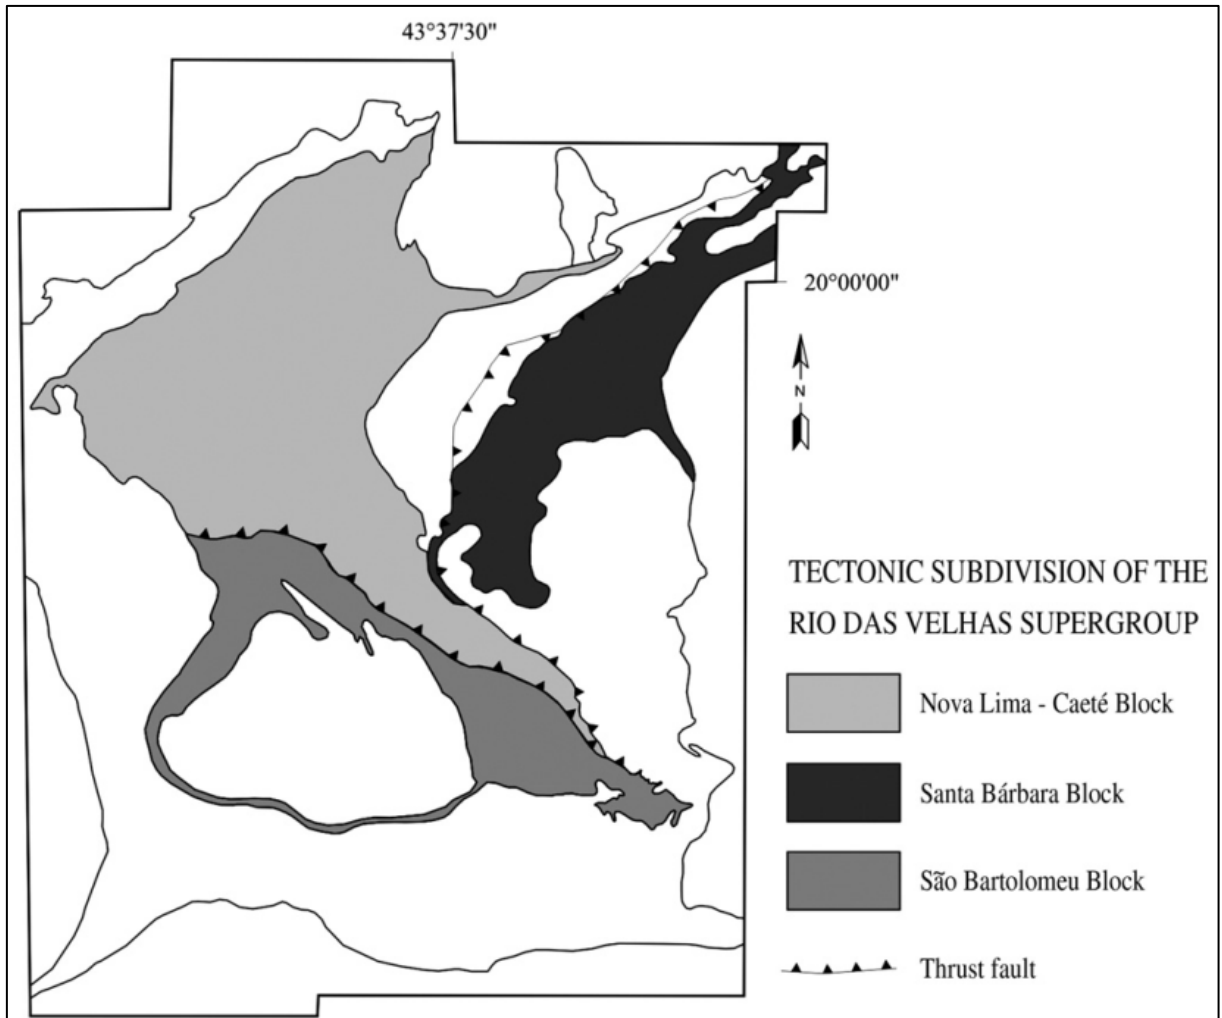 43°37'30"
20°00'00"
N
TECTONIC SUBDIVISION OF THE
RIO DAS VELHAS SUPERGROUP
Nova Lima - Caeté Block
Santa Bárbara Block
São Bartolomeu Block
Thrust fault